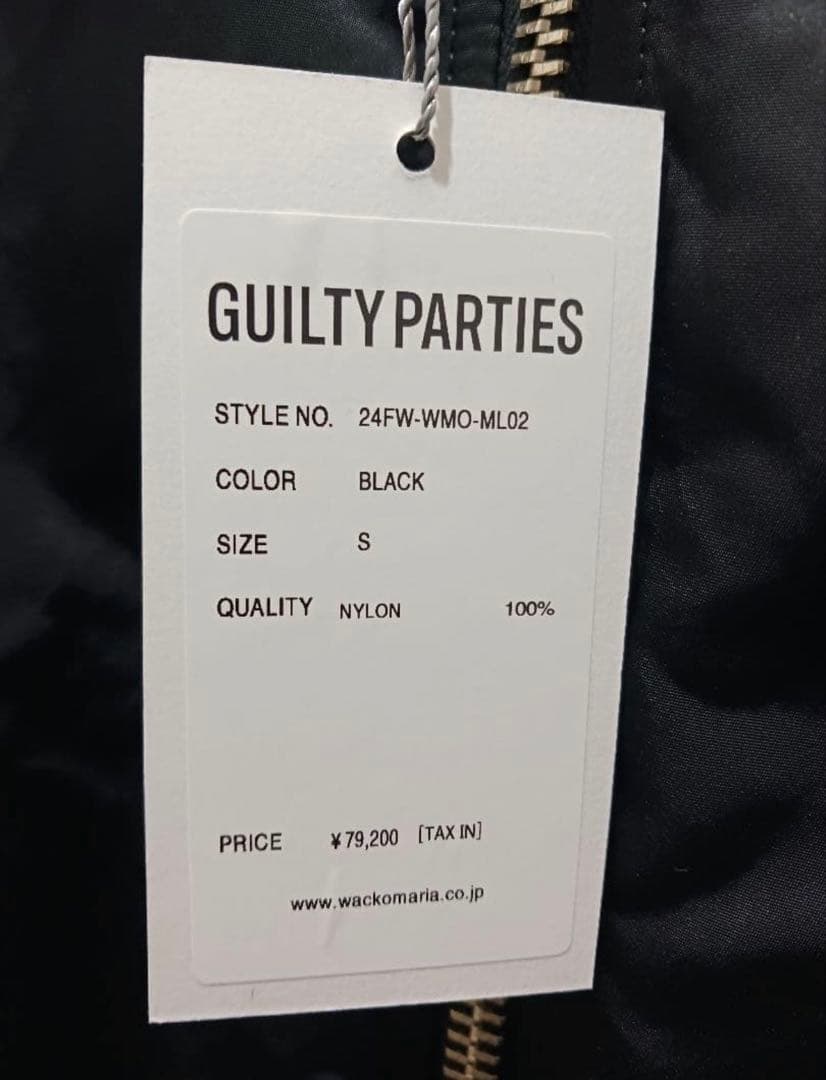 GUILTY PARTIES
STYLE NO. 24FW-WMO-ML02
COLOR BLACK
SIZE S
QUALITY NYLON 100%
PRICE ¥79,200 [TAX IN]
www.wackomaria.co.jp